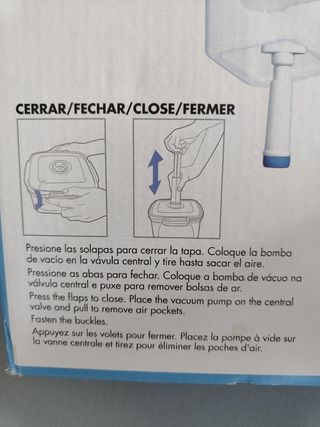 CERRAR/FECHAR/CLOSE/FERMER
Presione las solapas para cerrar la tapa. Coloque la bomba
de vacío en la vávula central y tire hasta sacar el aire.
Pressione as abas para fechar. Coloque a bomba de vácuo na
válvula central e puxe para remover bolsas de ar.
Press the flaps to close. Place the vacuum pump on the central
valve and pull to remove air pockets.
Fasten the buckles.
Appuyez sur les volets pour fermer. Placez la pompe à vide sur
la vanne centrale et tirez pour éliminer les poches d'air.